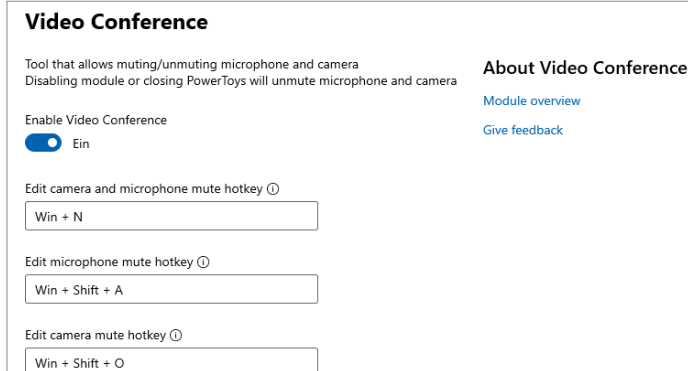 Video Conference
Tool that allows muting/unmuting microphone and camera
Disabling module or closing PowerToys will unmute microphone and camera
Enable Video Conference
Ein
Edit camera and microphone mute hotkey
Win + N
Edit microphone mute hotkey
Win + Shift + A
Edit camera mute hotkey
Win + Shift + O
About Video Conference
Module overview
Give feedback